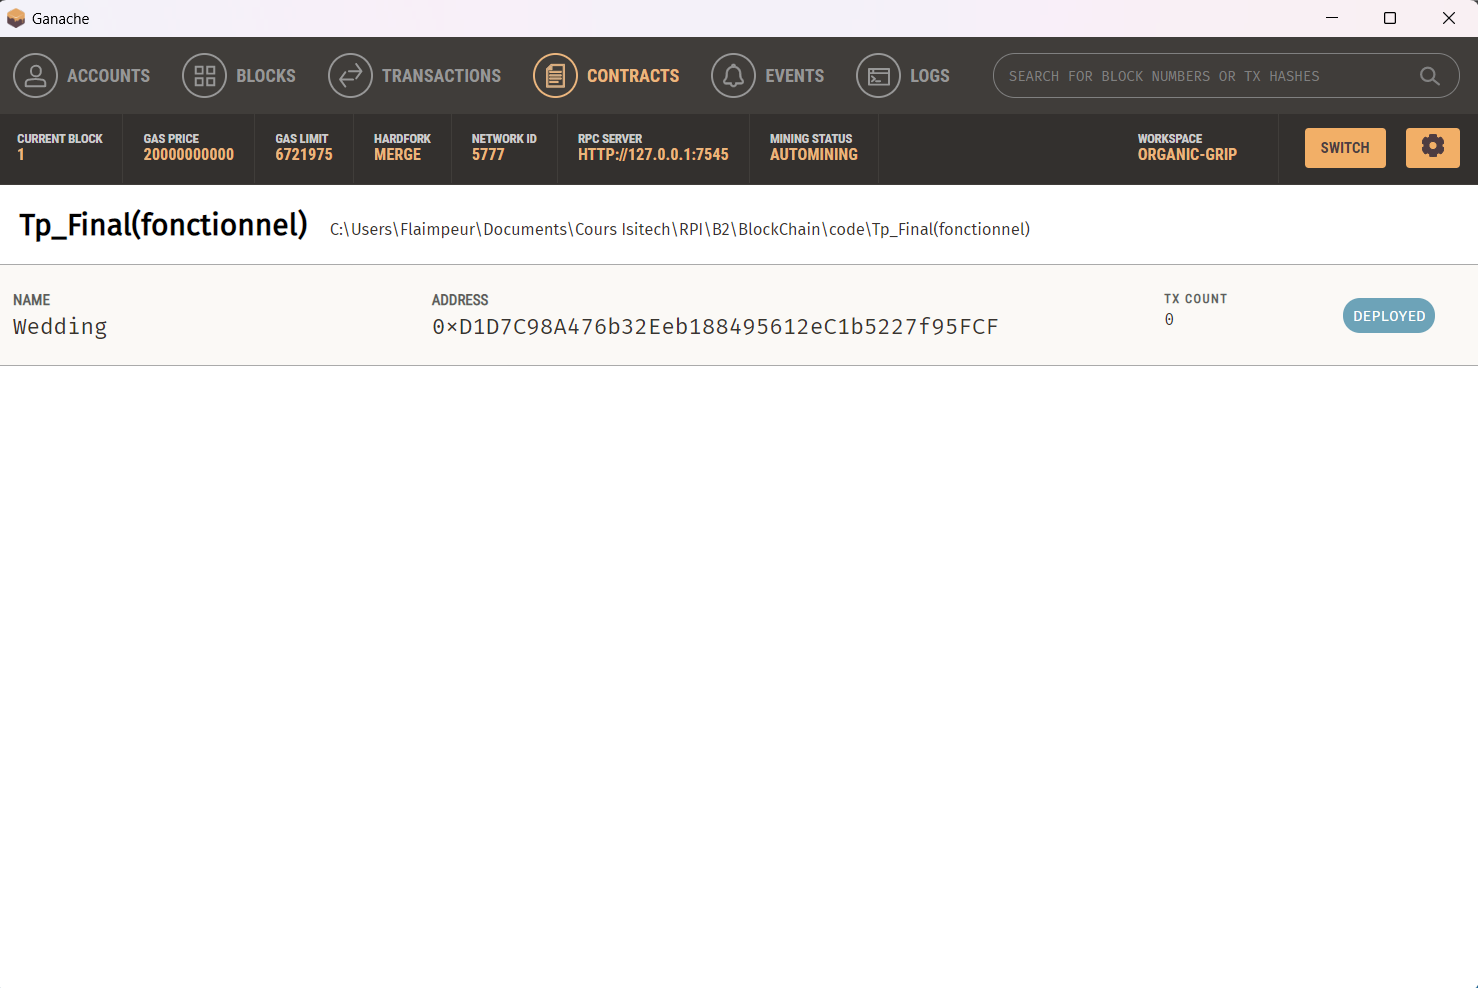 Ganache
ACCOUNTS BLOCKS TRANSACTIONS CONTRACTS EVENTS LOGS SEARCH FOR BLOCK NUMBERS OR TX HASHES
CURRENT BLOCK GAS PRICE GAS LIMIT HARDFORK NETWORK ID RPC SERVER MINING STATUS WORKSPACE
1 20000000000 6721975 MERGE 5777 HTTP://127.0.0.1:7545 AUTOMINING ORGANIC-GRIP SWITCH
Tp_Final(fonctionnel) C:\Users\Flaimpeur\Documents\Cours Isitech\RPI\B2\BlockChain\code\Tp_Final(fonctionnel)
NAME ADDRESS TX COUNT
Wedding 0×D1D7C98A476b32Eeb188495612eC1b5227f95FCF 0 DEPLOYED